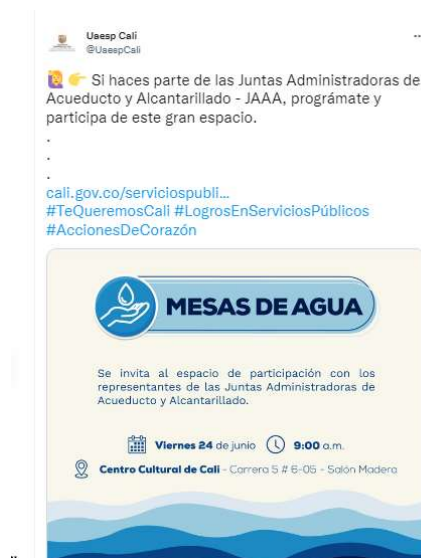 Uaesp Cali
@UaespCali
Si haces parte de las Juntas Administradoras de
Acueducto y Alcantarillado - JAAA, prográmate y
participa de este gran espacio.
.
.
.
cali.gov.co/serviciospubli...
#TeQueremosCali #LogrosEnServiciosPúblicos
#AccionesDeCorazón
MESAS DE AGUA
Se invita al espacio de participación con los
representantes de las Juntas Administradoras de
Acueducto y Alcantarillado.
Viernes 24 de junio 9:00 a.m.
Centro Cultural de Cali - Carrera 5 # 6-05 - Salón Madera